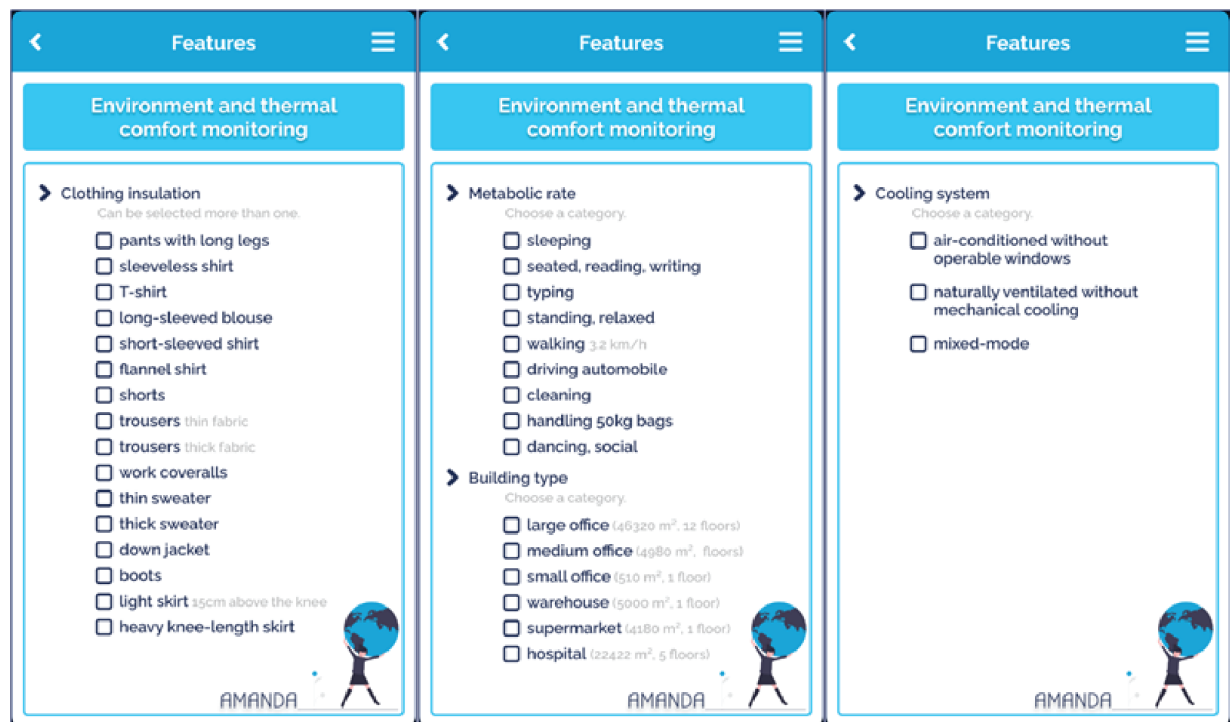 Features
Environment and thermal
comfort monitoring
Clothing insulation
Can be selected more than one.
pants with long legs
sleeveless shirt
T-shirt
long-sleeved blouse
short-sleeved shirt
flannel shirt
shorts
trousers thin fabric
trousers thick fabric
work coveralls
thin sweater
thick sweater
down jacket
boots
light skirt 15cm above the knee
heavy knee-length skirt
AMANDA
Features
Environment and thermal
comfort monitoring
Metabolic rate
Choose a category.
sleeping
seated, reading, writing
typing
standing, relaxed
walking 3.2 km/h
driving automobile
cleaning
handling 50kg bags
dancing, social
Building type
Choose a category.
large office (46320 m², 12 floors)
medium office (4980 m², floors)
small office (510 m², 1 floor)
warehouse (5000 m², 1 floor)
supermarket (4180 m², 1 floor)
hospital (22422 m², 5 floors)
AMANDA
Features
Environment and thermal
comfort monitoring
Cooling system
Choose a category.
air-conditioned without
operable windows
naturally ventilated without
mechanical cooling
mixed-mode
AMANDA